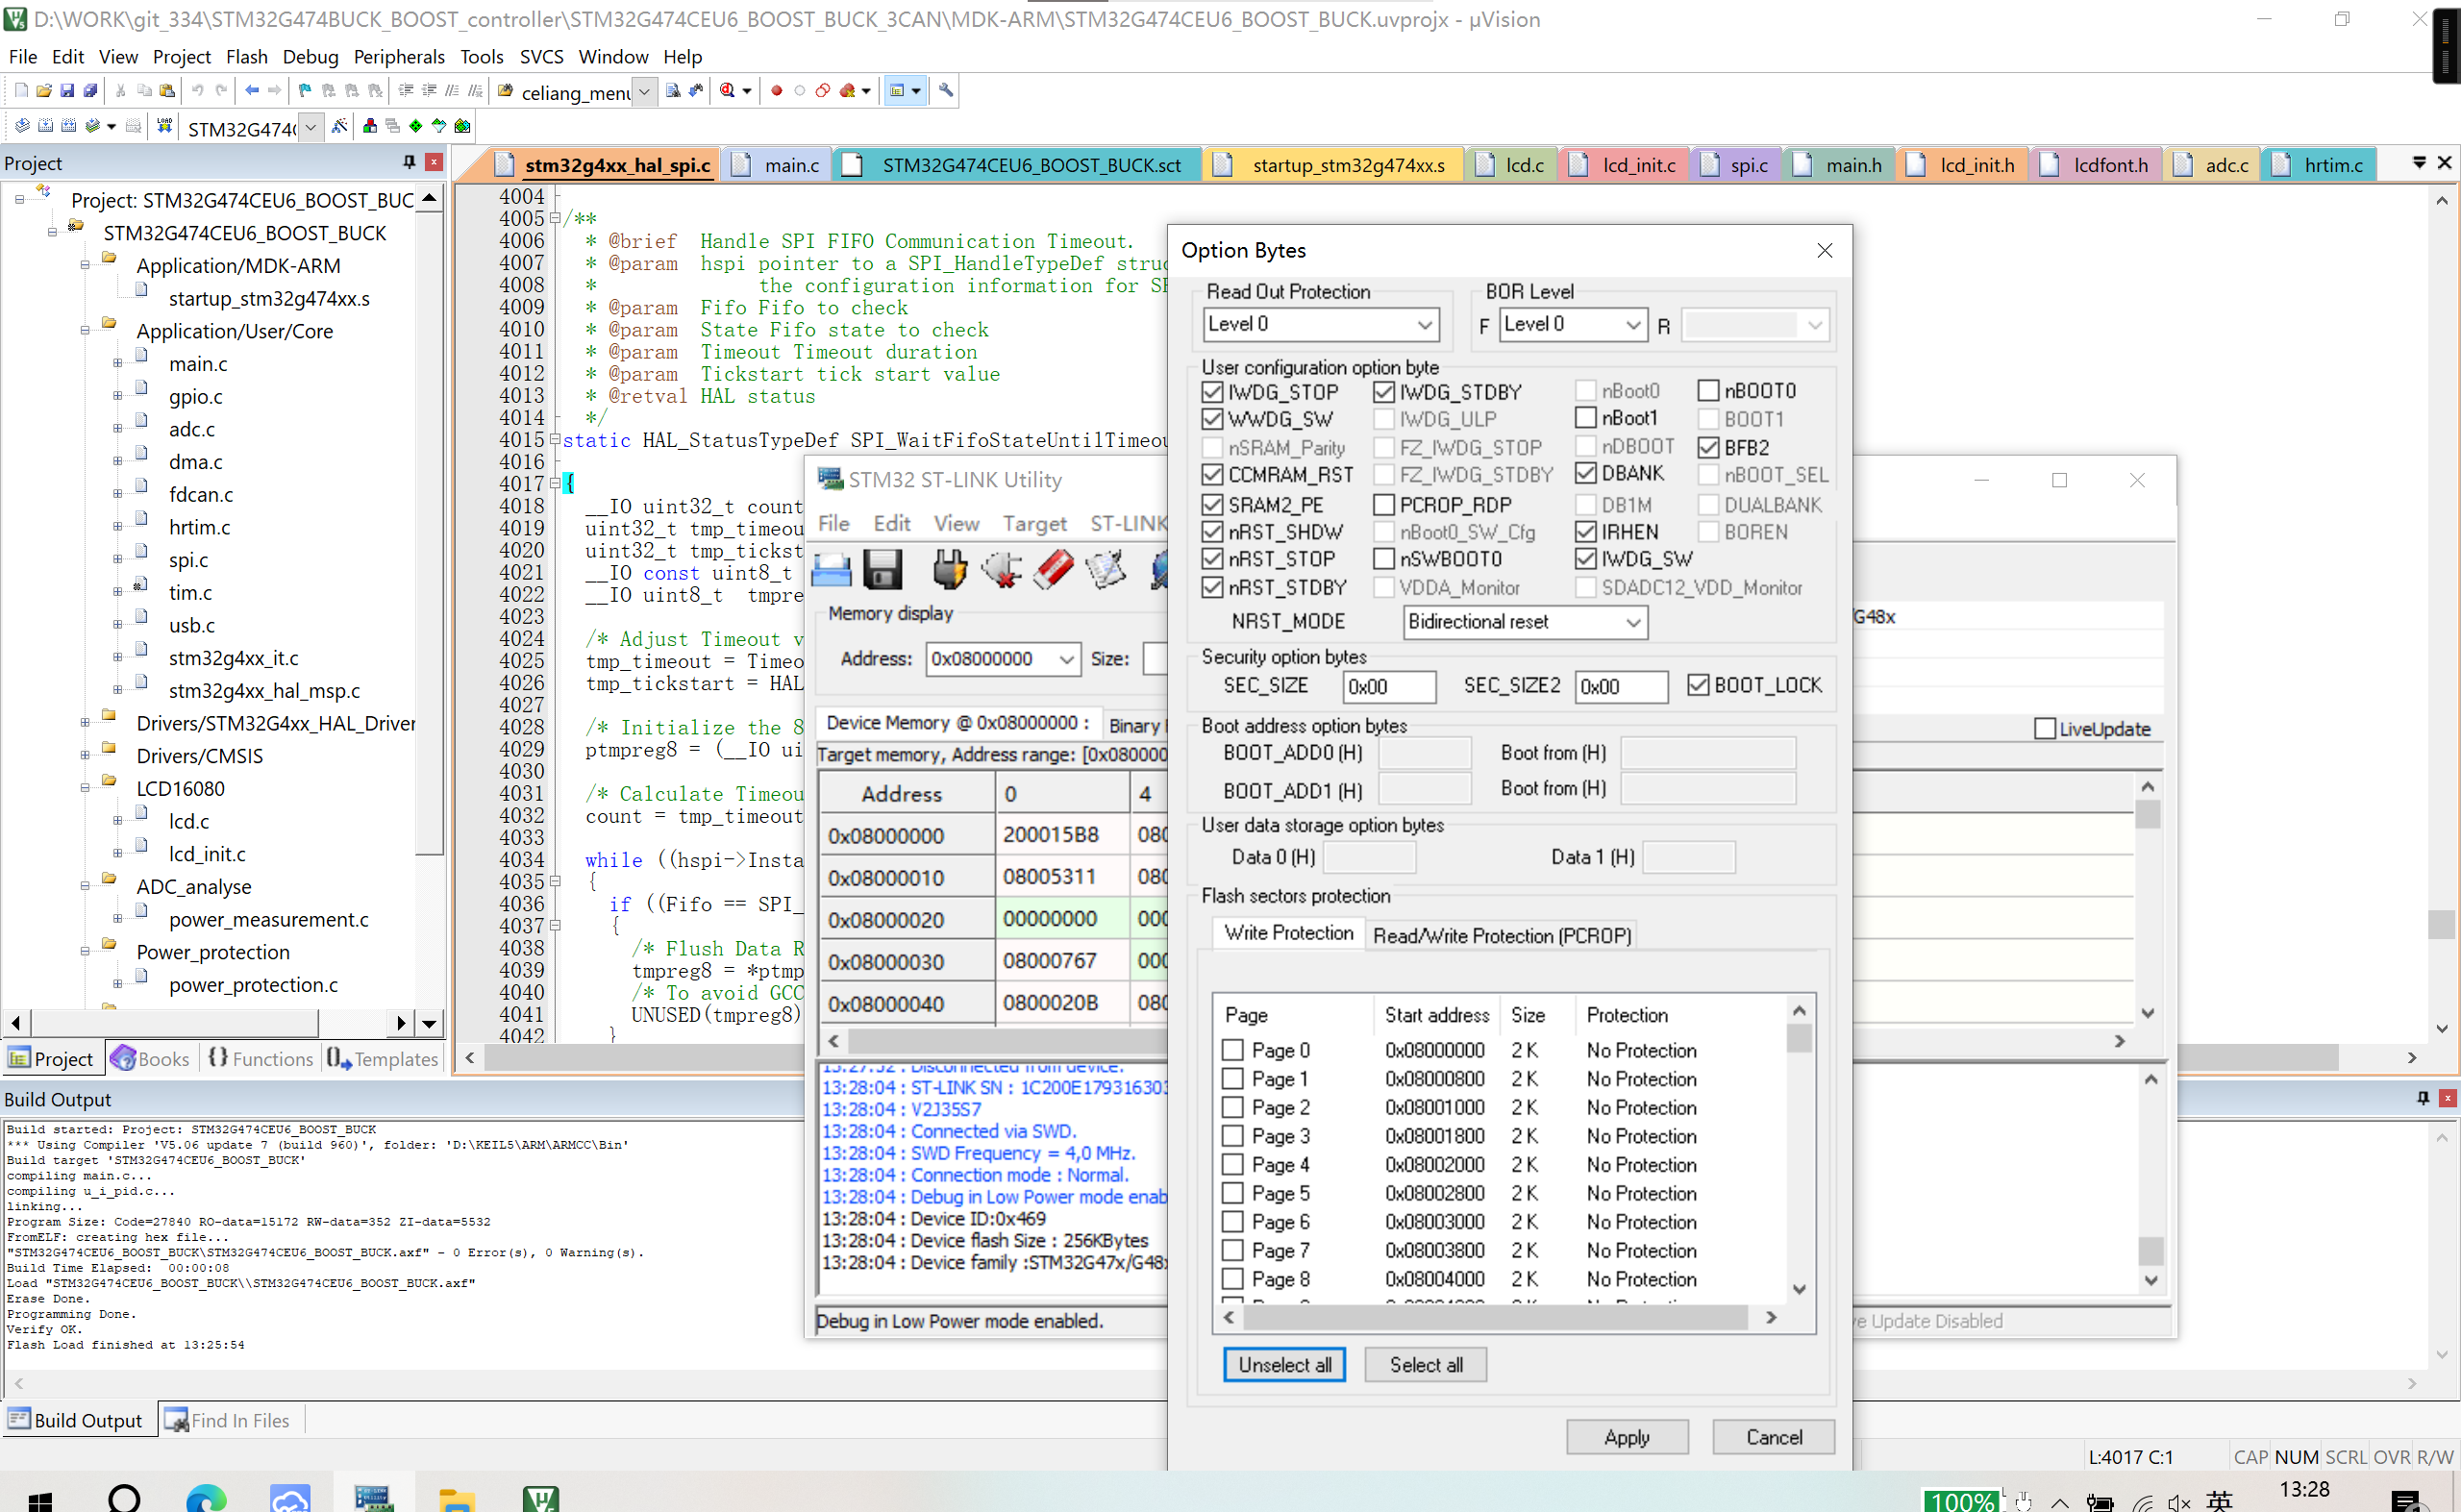 D:\WORK\git_334\STM32G474BUCK_BOOST_controller\STM32G474CEU6_BOOST_BUCK_3CAN\MDK-ARM\STM32G474CEU6_BOOST_BUCK.uvprojx - µVision
File Edit View Project Flash Debug Peripherals Tools SVCS Window Help
celiang_menu
STM32G474(
Project
Project: STM32G474CEU6_BOOST_BUC
STM32G474CEU6_BOOST_BUCK
Application/MDK-ARM
startup_stm32g474xx.s
Application/User/Core
main.c
gpio.c
adc.c
dma.c
fdcan.c
hrtim.c
spi.c
tim.c
usb.c
stm32g4xx_it.c
stm32g4xx_hal_msp.c
Drivers/STM32G4xx_HAL_Driver
Drivers/CMSIS
LCD16080
lcd.c
lcd_init.c
ADC_analyse
power_measurement.c
Power_protection
power_protection.c
Project Books Functions Templates
stm32g4xx_hal_spi.c main.c STM32G474CEU6_BOOST_BUCK.sct startup_stm32g474xx.s lcd.c lcd_init.c spi.c main.h lcd_init.h lcdfont.h adc.c hrtim.c
4004
4005 /**
4006 * @brief Handle SPI FIFO Communication Timeout.
4007 * @param hspi pointer to a SPI_HandleTypeDef struc
4008 * the configuration information for SP
4009 * @param Fifo Fifo to check
4010 * @param State Fifo state to check
4011 * @param Timeout Timeout duration
4012 * @param Tickstart tick start value
4013 * @retval HAL status
4014 */
4015 static HAL_StatusTypeDef SPI_WaitFifoStateUntilTimeou
4016
4017 {
4018 __IO uint32_t count
4019 uint32_t tmp_timeou
4020 uint32_t tmp_tickst
4021 __IO const uint8_t
4022 __IO uint8_t tmpre
4023
4024 /* Adjust Timeout v
4025 tmp_timeout = Timeo
4026 tmp_tickstart = HAL
4027
4028 /* Initialize the 8
4029 ptmpreg8 = (__IO ui
4030
4031 /* Calculate Timeou
4032 count = tmp_timeout
4033
4034 while ((hspi->Insta
4035 {
4036 if ((Fifo == SPI_
4037 {
4038 /* Flush Data R
4039 tmpreg8 = *ptmp
4040 /* To avoid GCC
4041 UNUSED(tmpreg8)
4042 }
STM32 ST-LINK Utility
File Edit View Target ST-LINK
Memory display
Address: 0x08000000 Size:
G48x
LiveUpdate
Device Memory @ 0x08000000 : Binary
Target memory, Address range: [0x080000
Address 0 4
0x08000000 200015B8 080
0x08000010 08005311 080
0x08000020 00000000 000
0x08000030 08000767 000
0x08000040 0800020B 080
13:27:52 : Disconnected from device.
13:28:04 : ST-LINK SN : 1C200E179316303
13:28:04 : V2J35S7
13:28:04 : Connected via SWD.
13:28:04 : SWD Frequency = 4,0 MHz.
13:28:04 : Connection mode : Normal.
13:28:04 : Debug in Low Power mode enab
13:28:04 : Device ID:0x469
13:28:04 : Device flash Size : 256KBytes
13:28:04 : Device family :STM32G47x/G48x
Debug in Low Power mode enabled.
ve Update Disabled
Option Bytes
Read Out Protection
Level 0
BOR Level
F Level 0 R
User configuration option byte
IWDG_STOP IWDG_STDBY nBoot0 nBOOT0
WWDG_SW IWDG_ULP nBoot1 BOOT1
nSRAM_Parity FZ_IWDG_STOP nDBOOT BFB2
CCMRAM_RST FZ_IWDG_STDBY DBANK nBOOT_SEL
SRAM2_PE PCROP_RDP DB1M DUALBANK
nRST_SHDW nBoot0_SW_Cfg IRHEN BOREN
nRST_STOP nSWBOOT0 IWDG_SW
nRST_STDBY VDDA_Monitor SDADC12_VDD_Monitor
NRST_MODE Bidirectional reset
Security option bytes
SEC_SIZE 0x00 SEC_SIZE2 0x00 BOOT_LOCK
Boot address option bytes
BOOT_ADD0 (H) Boot from (H)
BOOT_ADD1 (H) Boot from (H)
User data storage option bytes
Data 0 (H) Data 1 (H)
Flash sectors protection
Write Protection Read/Write Protection (PCROP)
Page Start address Size Protection
Page 0 0x08000000 2 K No Protection
Page 1 0x08000800 2 K No Protection
Page 2 0x08001000 2 K No Protection
Page 3 0x08001800 2 K No Protection
Page 4 0x08002000 2 K No Protection
Page 5 0x08002800 2 K No Protection
Page 6 0x08003000 2 K No Protection
Page 7 0x08003800 2 K No Protection
Page 8 0x08004000 2 K No Protection
Unselect all Select all
Apply Cancel
Build Output
Build started: Project: STM32G474CEU6_BOOST_BUCK
*** Using Compiler 'V5.06 update 7 (build 960)', folder: 'D:\KEIL5\ARM\ARMCC\Bin'
Build target 'STM32G474CEU6_BOOST_BUCK'
compiling main.c...
compiling u_i_pid.c...
linking...
Program Size: Code=27840 RO-data=15172 RW-data=352 ZI-data=5532
FromELF: creating hex file...
"STM32G474CEU6_BOOST_BUCK\STM32G474CEU6_BOOST_BUCK.axf" - 0 Error(s), 0 Warning(s).
Build Time Elapsed: 00:00:08
Load "STM32G474CEU6_BOOST_BUCK\\STM32G474CEU6_BOOST_BUCK.axf"
Erase Done.
Programming Done.
Verify OK.
Flash Load finished at 13:25:54
Build Output Find In Files
L:4017 C:1 CAP NUM SCRL OVR R/W
100% 英 13:28